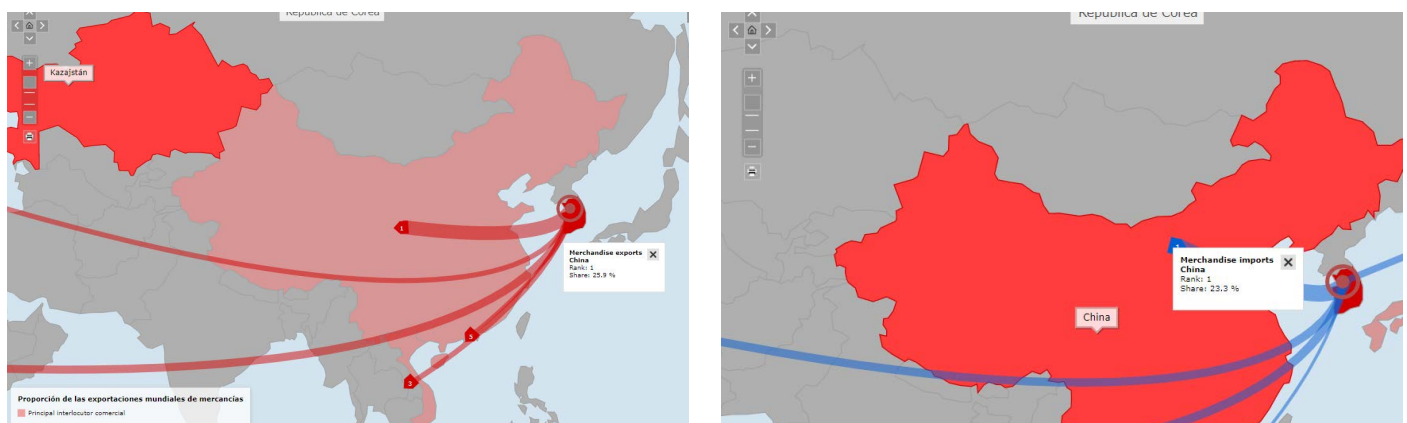 República de Corea
Kazajstán
1
Merchandise exports
China
Rank: 1
Share: 25.9 %
5
3
Proporción de las exportaciones mundiales de mercancías
Principal interlocutor comercial
República de Corea
1
Merchandise imports
China
Rank: 1
Share: 23.3 %
China